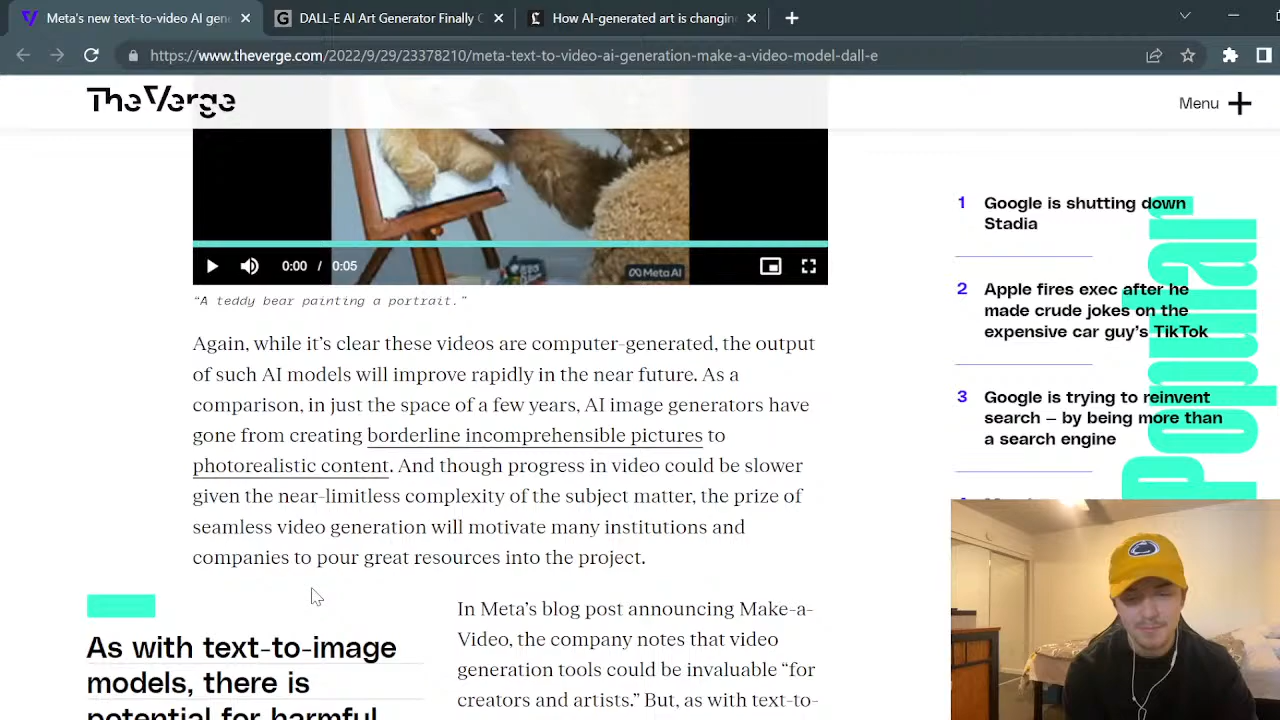 Meta's new text-to-video AI gen
DALL-E AI Art Generator Finally
How AI-generated art is changin
https://www.theverge.com/2022/9/29/23378210/meta-text-to-video-ai-generation-make-a-video-model-dall-e
The Verge
Menu
0:00 / 0:05
Meta AI
"A teddy bear painting a portrait."
Again, while it's clear these videos are computer-generated, the output
of such AI models will improve rapidly in the near future. As a
comparison, in just the space of a few years, AI image generators have
gone from creating borderline incomprehensible pictures to
photorealistic content. And though progress in video could be slower
given the near-limitless complexity of the subject matter, the prize of
seamless video generation will motivate many institutions and
companies to pour great resources into the project.
As with text-to-image
models, there is
potential for harmful
In Meta's blog post announcing Make-a-
Video, the company notes that video
generation tools could be invaluable "for
creators and artists." But, as with text-to-
Popular
1 Google is shutting down
Stadia
2 Apple fires exec after he
made crude jokes on the
expensive car guy's TikTok
3 Google is trying to reinvent
search – by being more than
a search engine